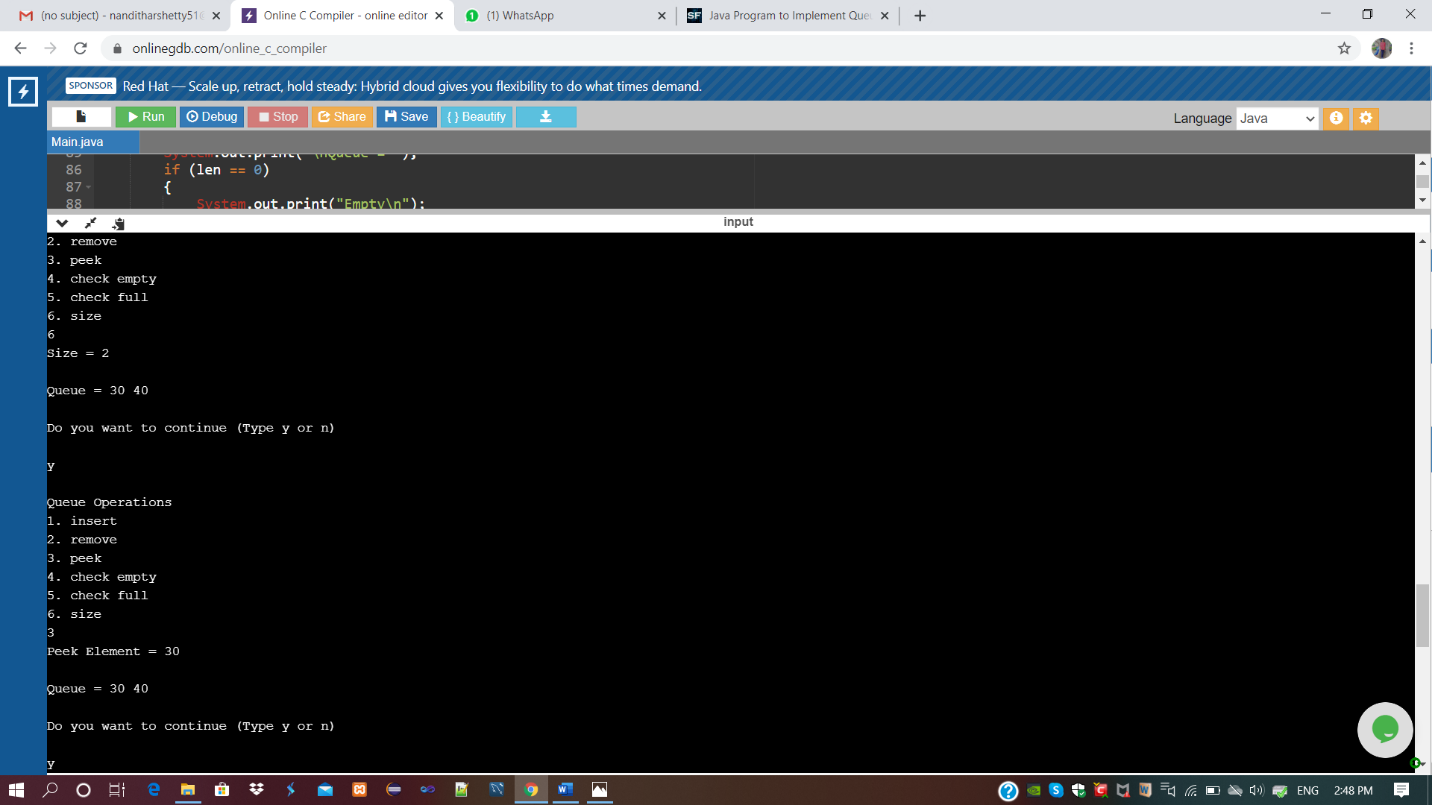 (no subject) - nanditharshetty51
Online C Compiler - online editor
(1) WhatsApp
SF Java Program to Implement Que
onlinegdb.com/online_c_compiler
SPONSOR Red Hat — Scale up, retract, hold steady: Hybrid cloud gives you flexibility to do what times demand.
Run Debug Stop Share Save { } Beautify
Language Java
Main.java
85 System.out.print("\nQueue = ");
86 if (len == 0)
87 {
88 System.out.print("Empty\n");
input
2. remove
3. peek
4. check empty
5. check full
6. size
6
Size = 2
Queue = 30 40
Do you want to continue (Type y or n)
y
Queue Operations
1. insert
2. remove
3. peek
4. check empty
5. check full
6. size
3
Peek Element = 30
Queue = 30 40
Do you want to continue (Type y or n)
y
ENG 2:48 PM